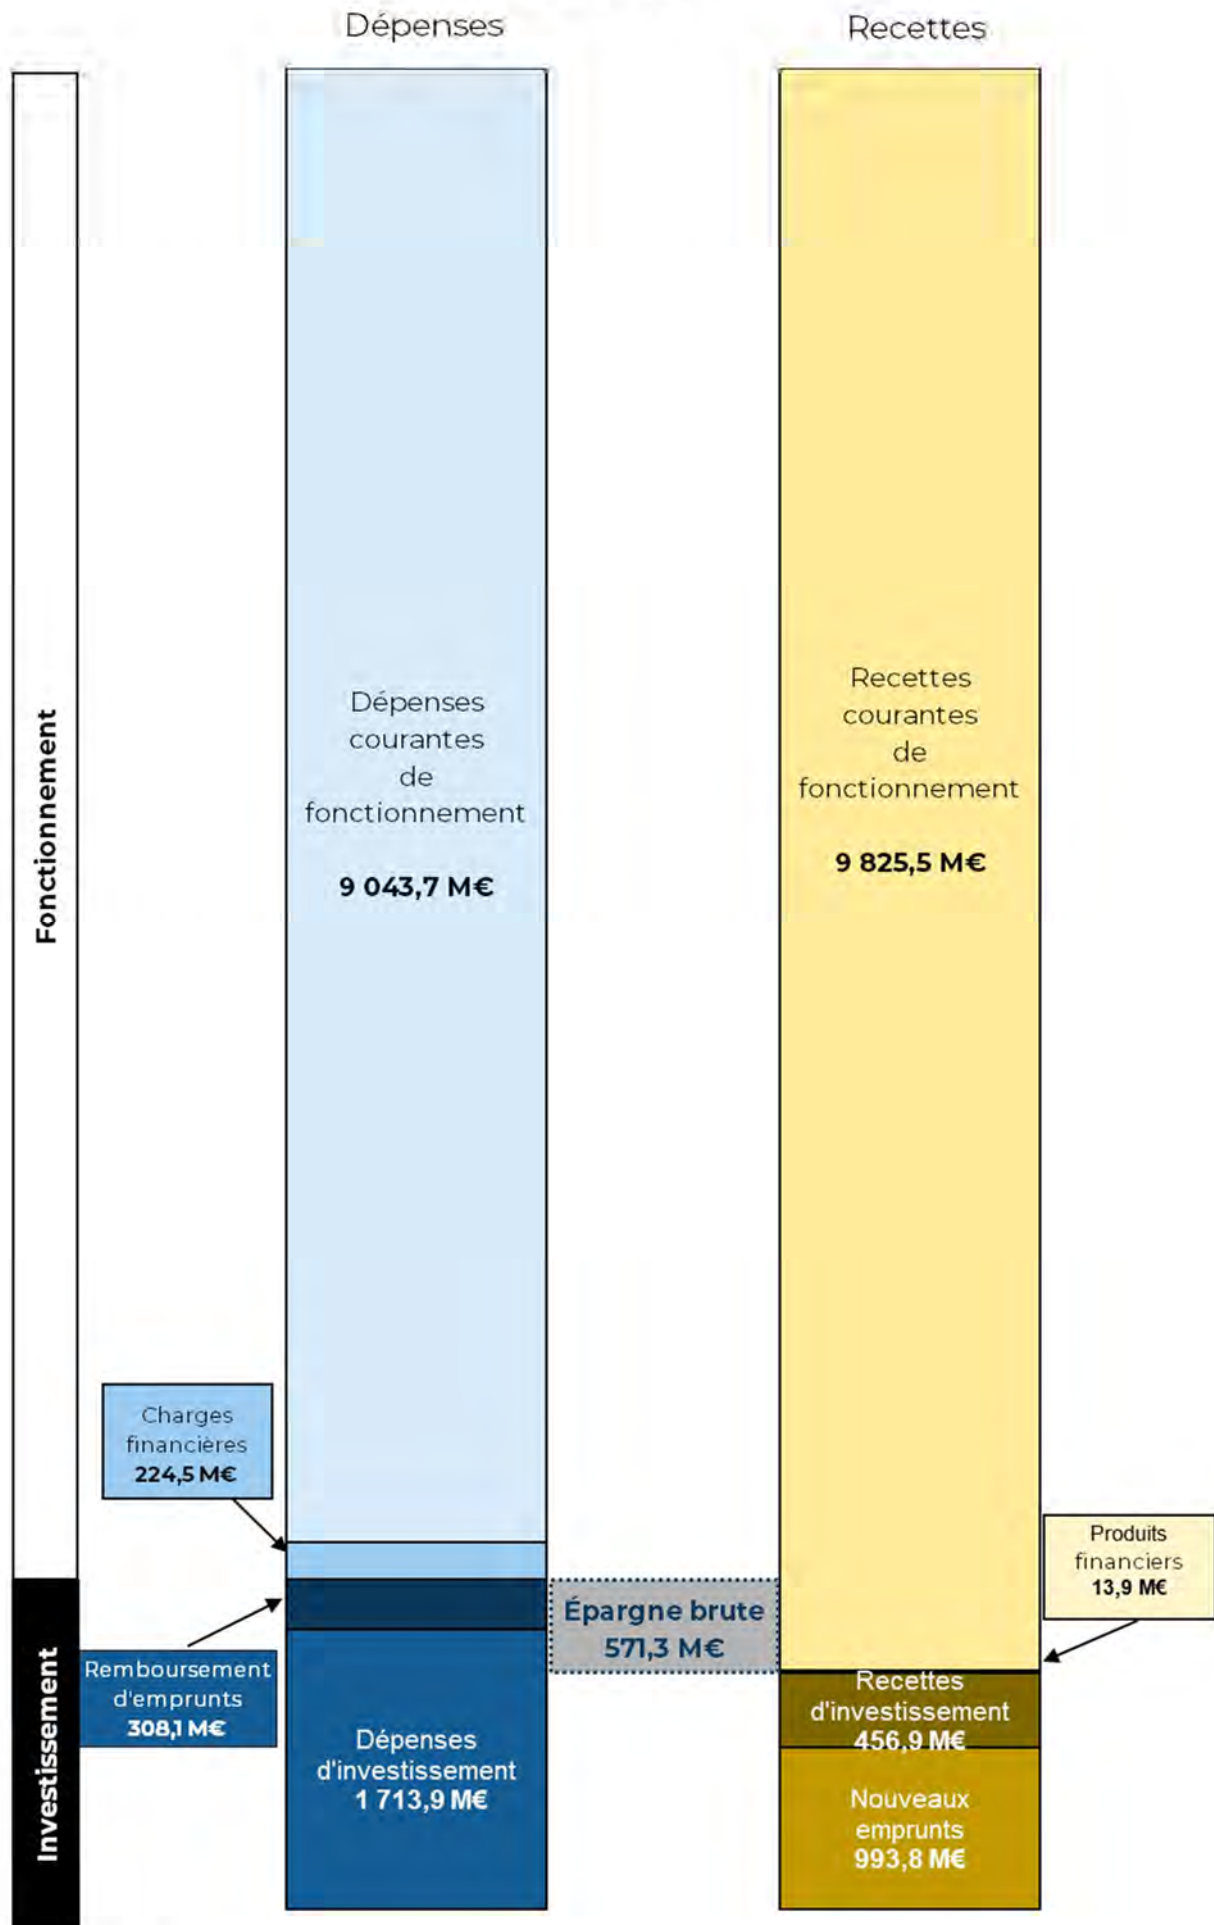 Dépenses
Recettes
Fonctionnement
Dépenses
courantes
de
fonctionnement
9 043,7 M€
Recettes
courantes
de
fonctionnement
9 825,5 M€
Charges
financières
224,5 M€
Produits
financiers
13,9 M€
Épargne brute
571,3 M€
Investissement
Remboursement
d'emprunts
308,1 M€
Recettes
d'investissement
456,9 M€
Dépenses
d'investissement
1 713,9 M€
Nouveaux
emprunts
993,8 M€